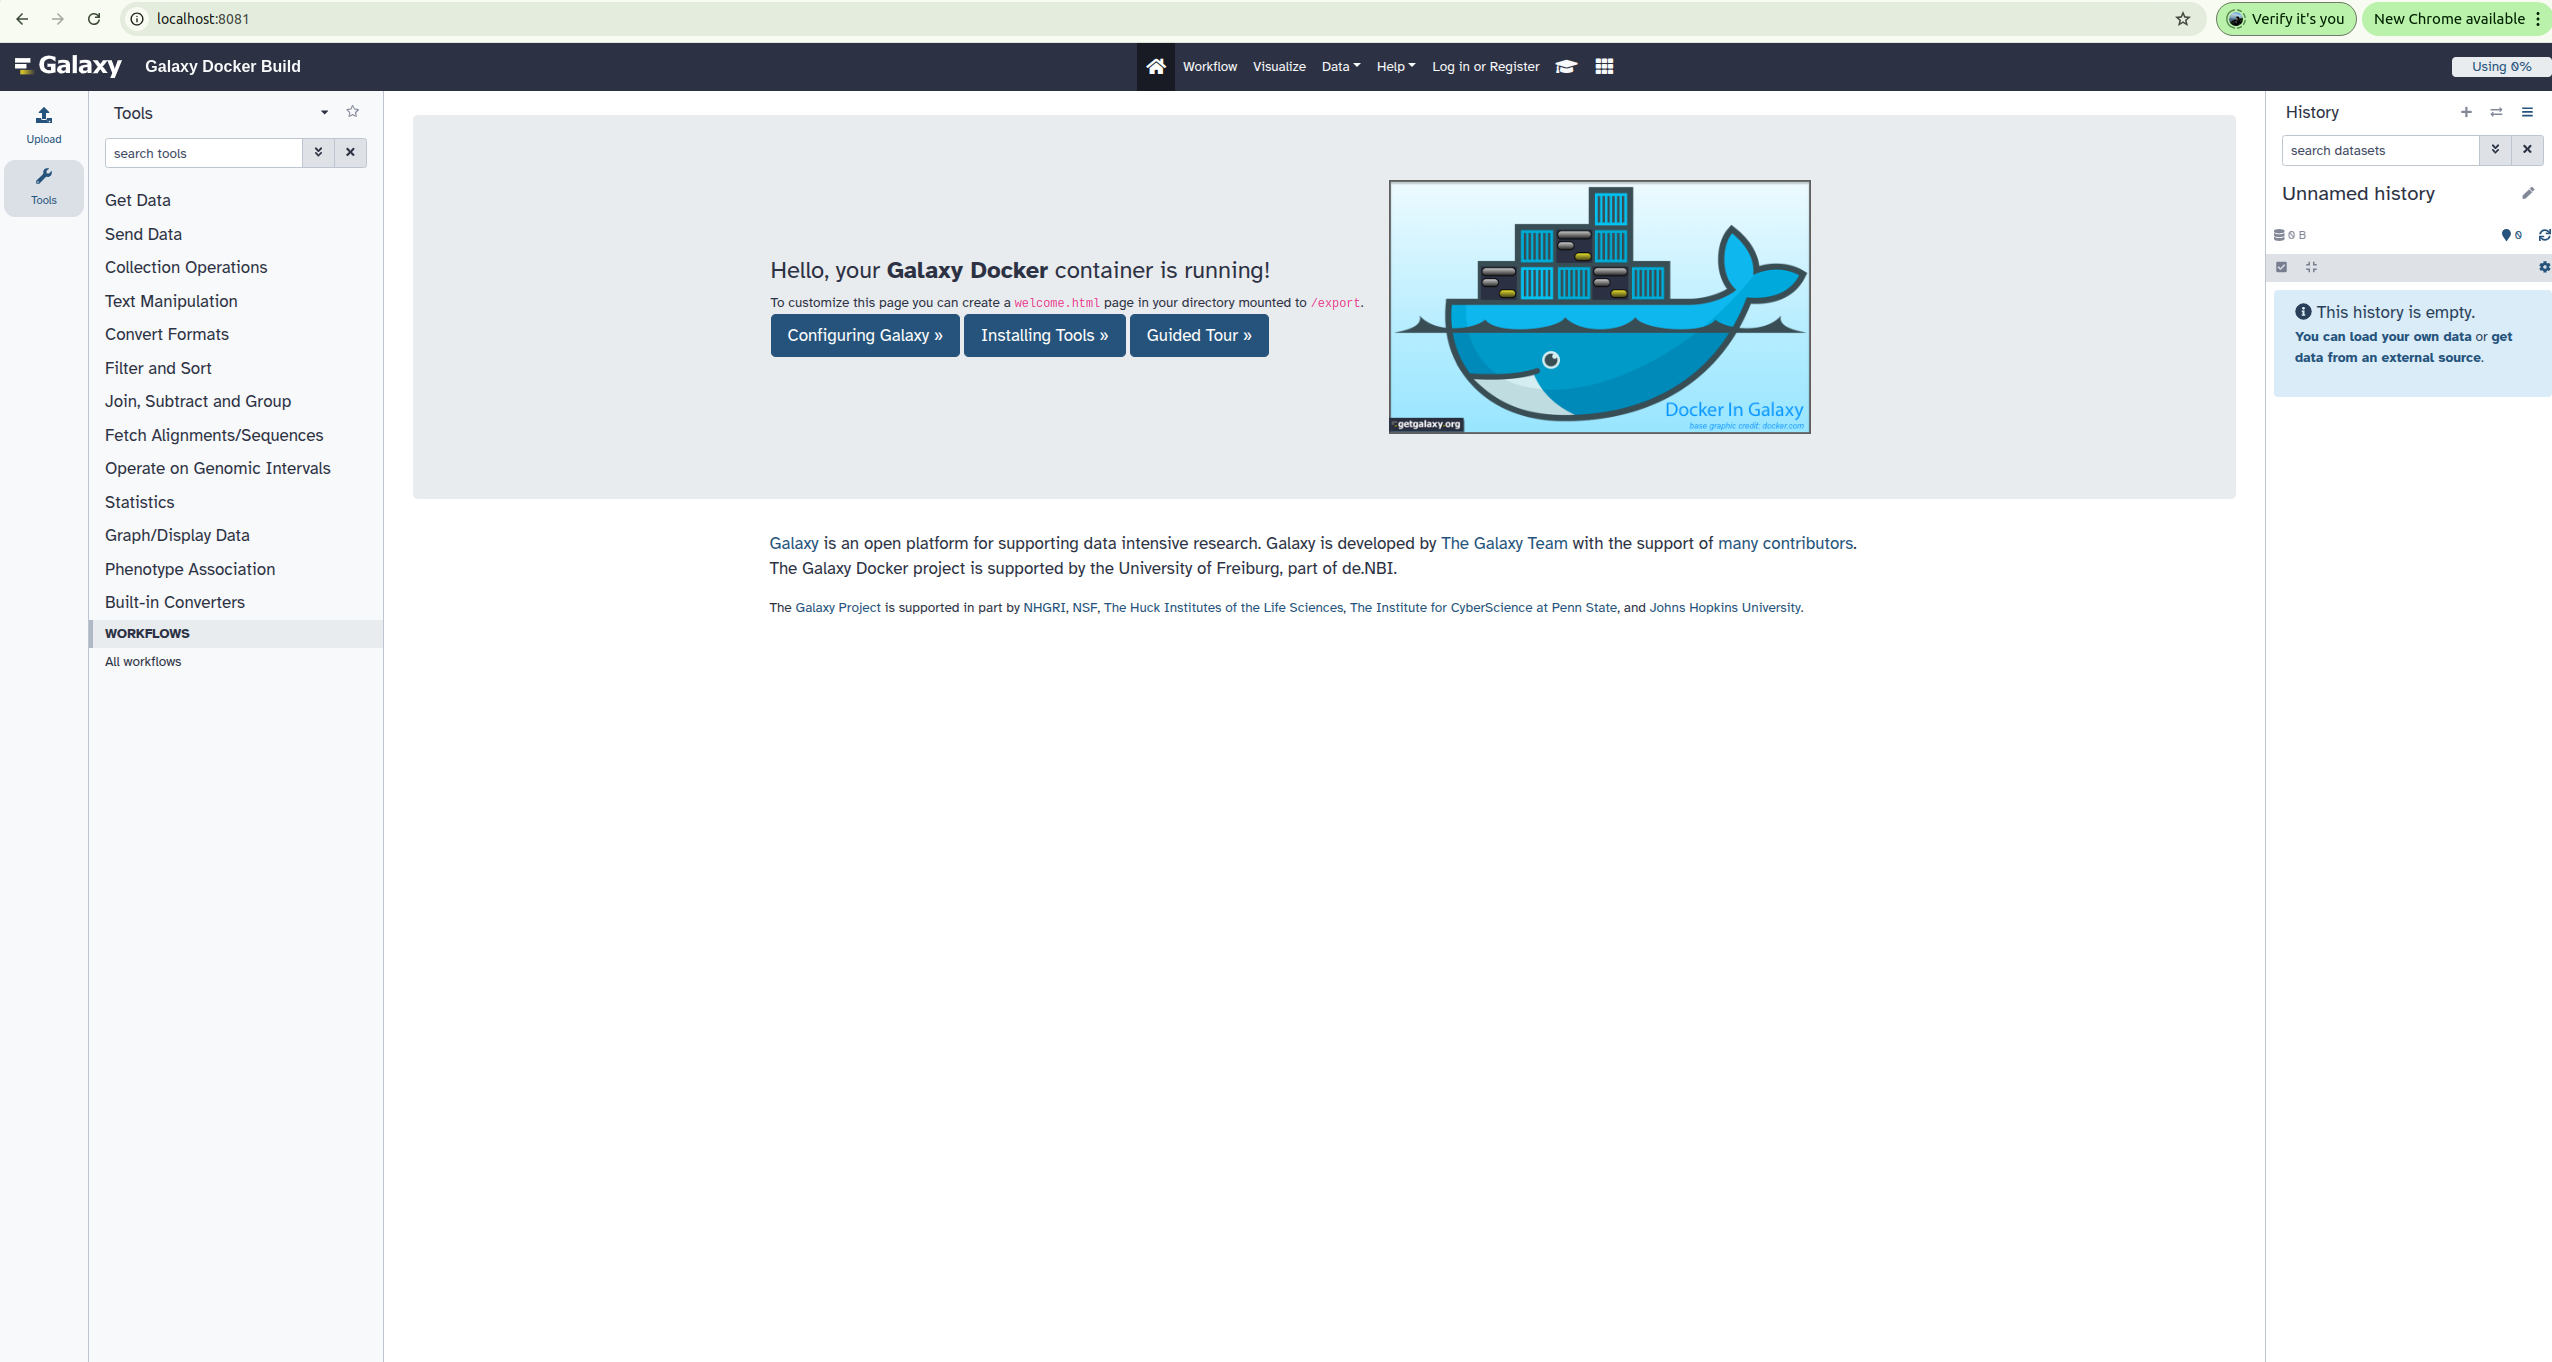 localhost:8081
Verify it's you
New Chrome available
Galaxy
Galaxy Docker Build
Workflow
Visualize
Data
Help
Log in or Register
Using 0%
Upload
Tools
Tools
search tools
Get Data
Send Data
Collection Operations
Text Manipulation
Convert Formats
Filter and Sort
Join, Subtract and Group
Fetch Alignments/Sequences
Operate on Genomic Intervals
Statistics
Graph/Display Data
Phenotype Association
Built-in Converters
WORKFLOWS
All workflows
Hello, your Galaxy Docker container is running!
To customize this page you can create a welcome.html page in your directory mounted to /export.
Configuring Galaxy »
Installing Tools »
Guided Tour »
Docker In Galaxy
getgalaxy.org
base graphic credit: docker.com
Galaxy is an open platform for supporting data intensive research. Galaxy is developed by The Galaxy Team with the support of many contributors.
The Galaxy Docker project is supported by the University of Freiburg, part of de.NBI.
The Galaxy Project is supported in part by NHGRI, NSF, The Huck Institutes of the Life Sciences, The Institute for CyberScience at Penn State, and Johns Hopkins University.
History
search datasets
Unnamed history
0 B
0
This history is empty.
You can load your own data or get
data from an external source.